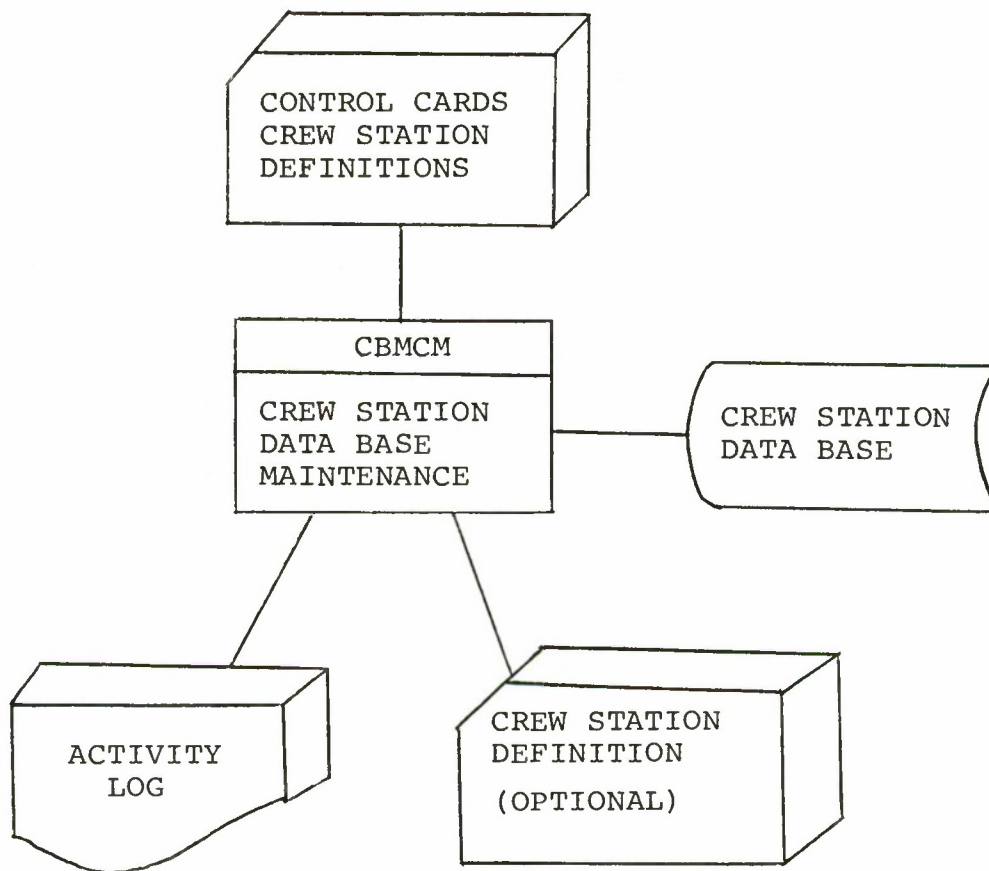 CONTROL CARDS
CREW STATION
DEFINITIONS
CBMCM
CREW STATION
DATA BASE
MAINTENANCE
CREW STATION
DATA BASE
ACTIVITY
LOG
CREW STATION
DEFINITION
(OPTIONAL)